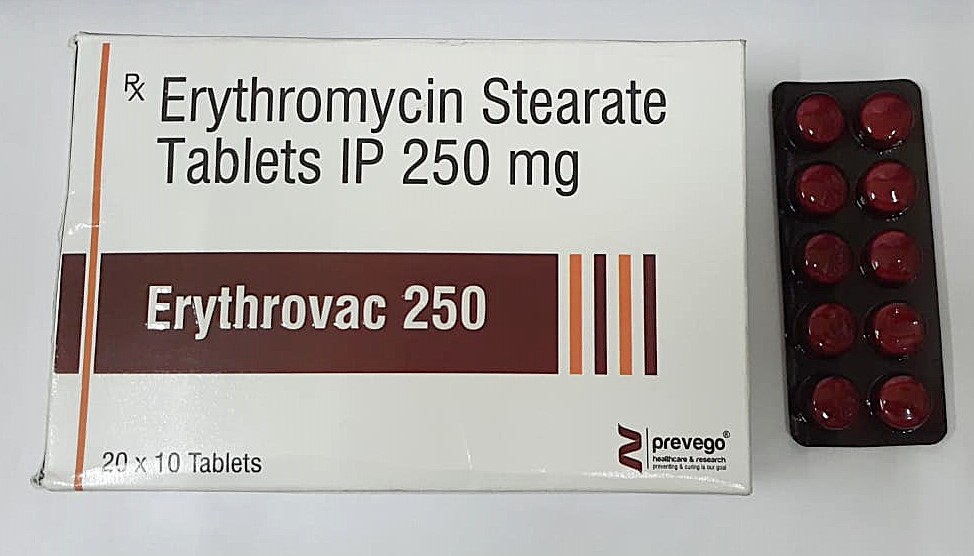 Rx Erythromycin Stearate
Tablets IP 250 mg
Erythrovac 250
20 x 10 Tablets
prevego®
healthcare & research
preventing & curing is our goal